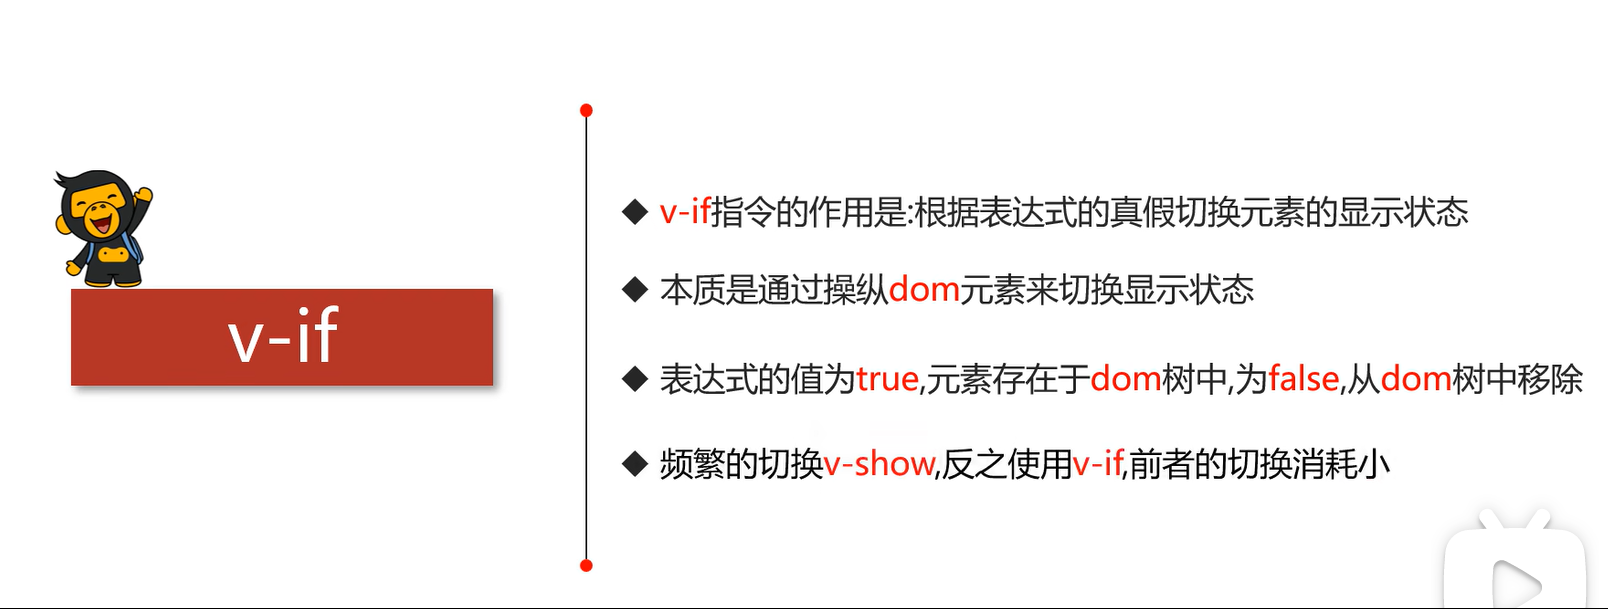 v-if
v-if指令的作用是:根据表达式的真假切换元素的显示状态
本质是通过操纵dom元素来切换显示状态
表达式的值为true,元素存在于dom树中,为false,从dom树中移除
频繁的切换v-show,反之使用v-if,前者的切换消耗小